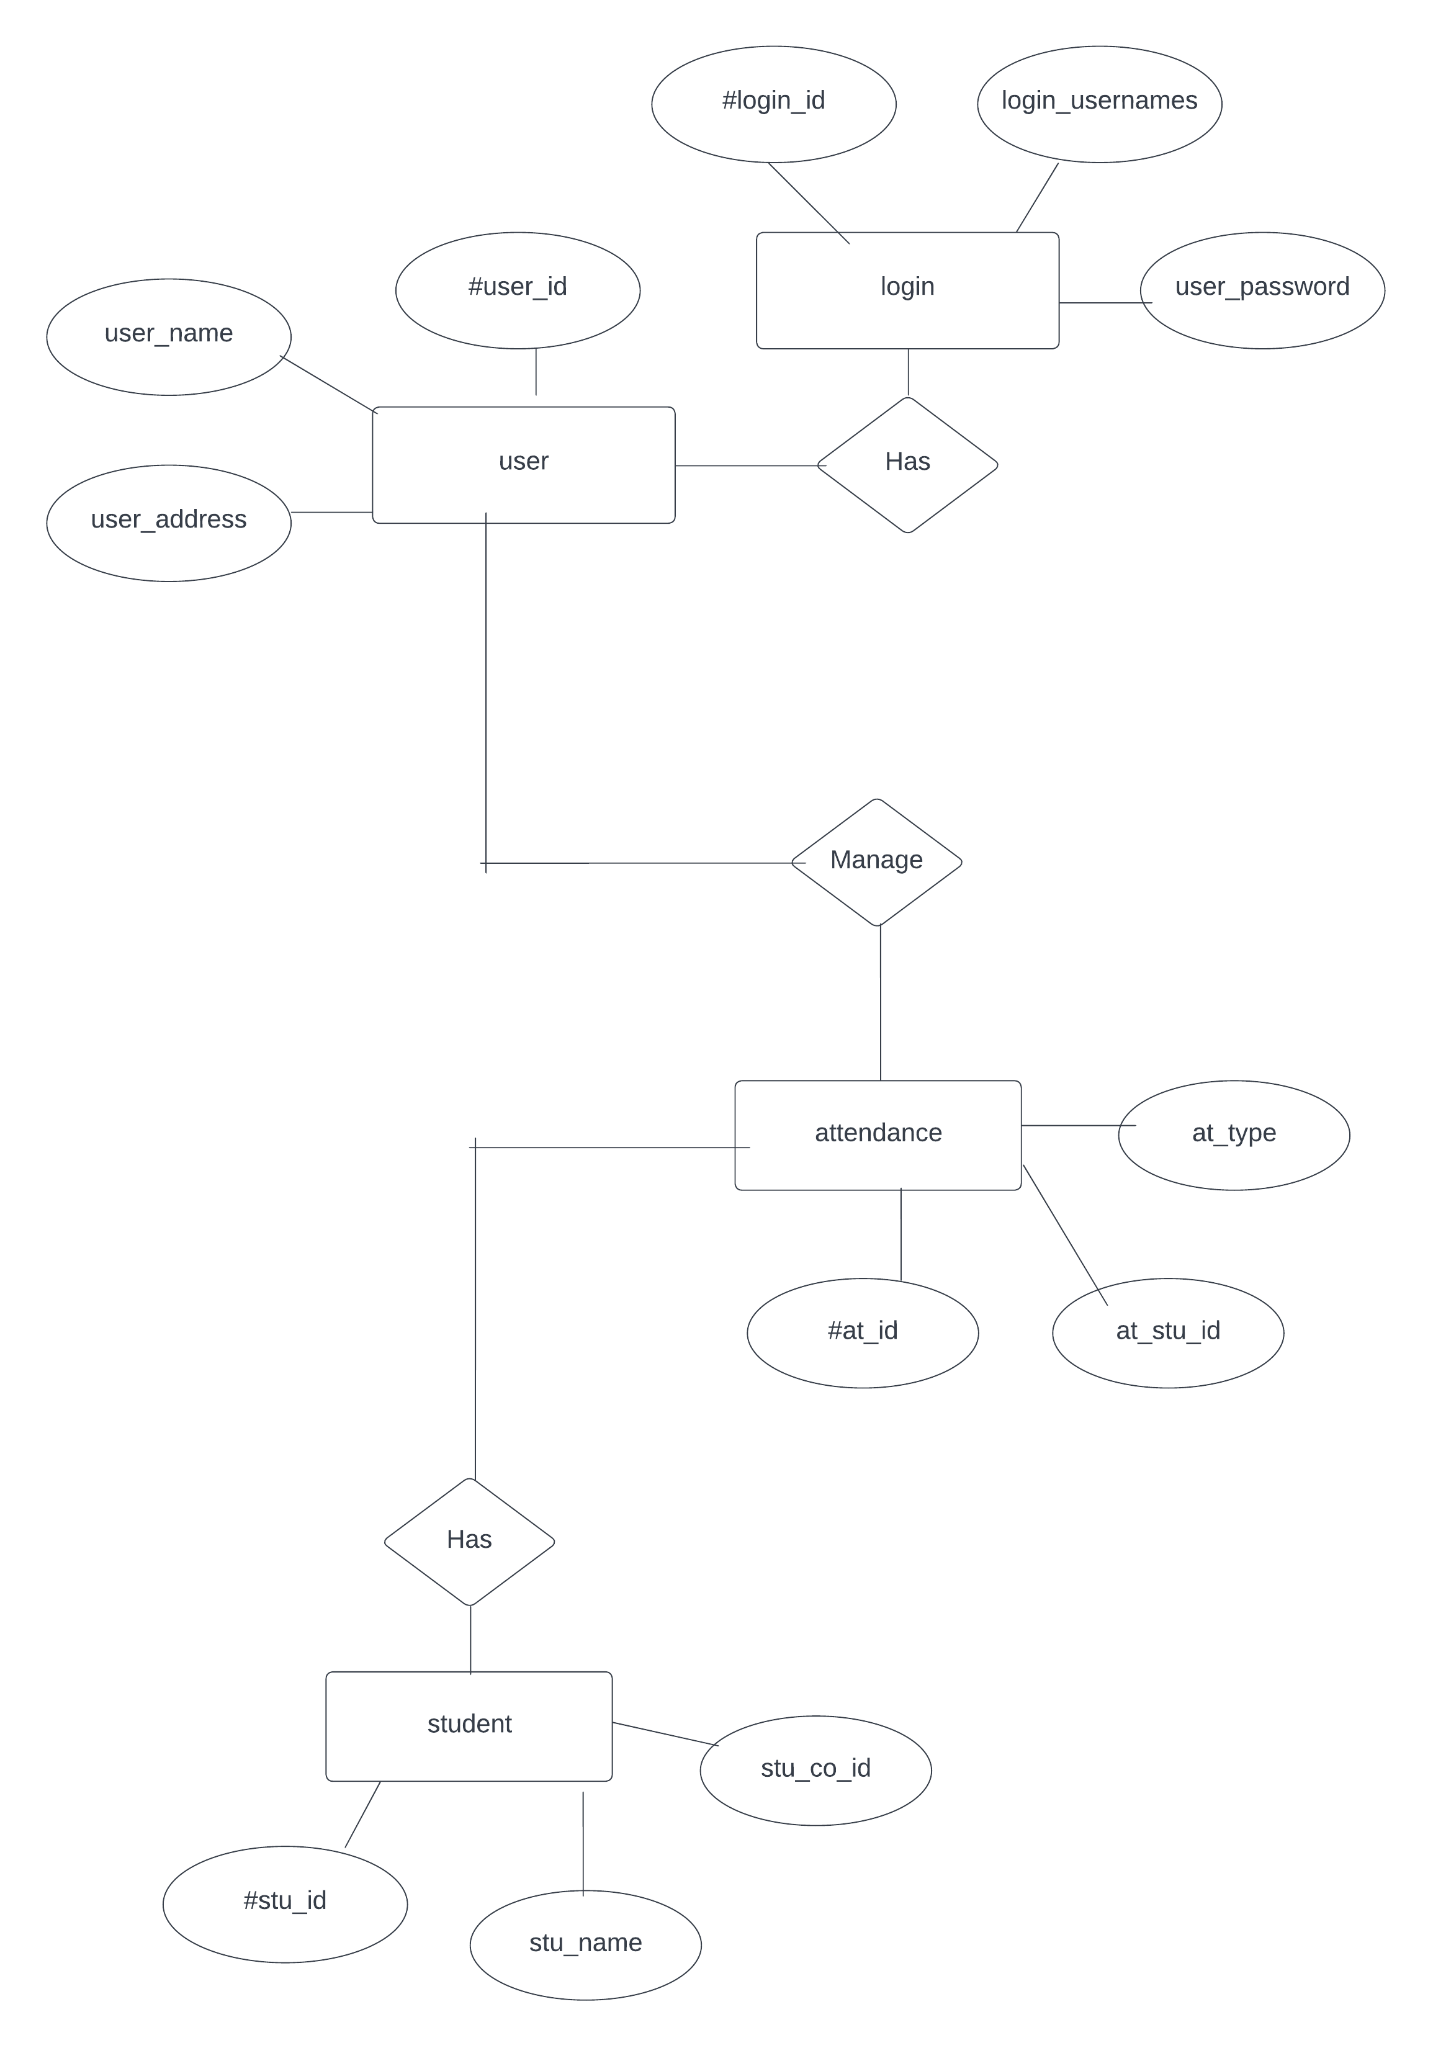 #login_id
login_usernames
#user_id
login
user_password
user_name
user
Has
user_address
Manage
attendance
at_type
#at_id
at_stu_id
Has
student
stu_co_id
#stu_id
stu_name